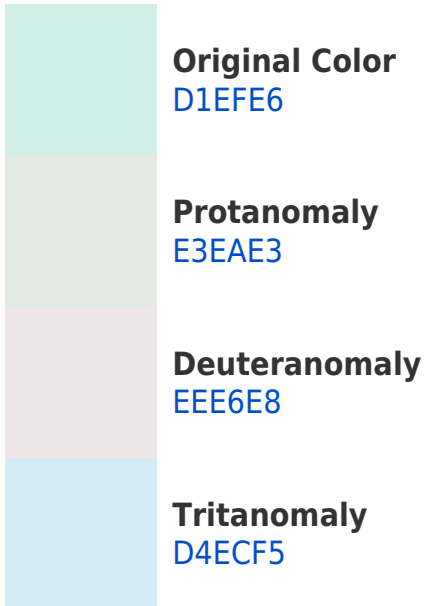 Original Color
D1EFE6
Protanomaly
E3EAE3
Deuteranomaly
EEE6E8
Tritanomaly
D4ECF5